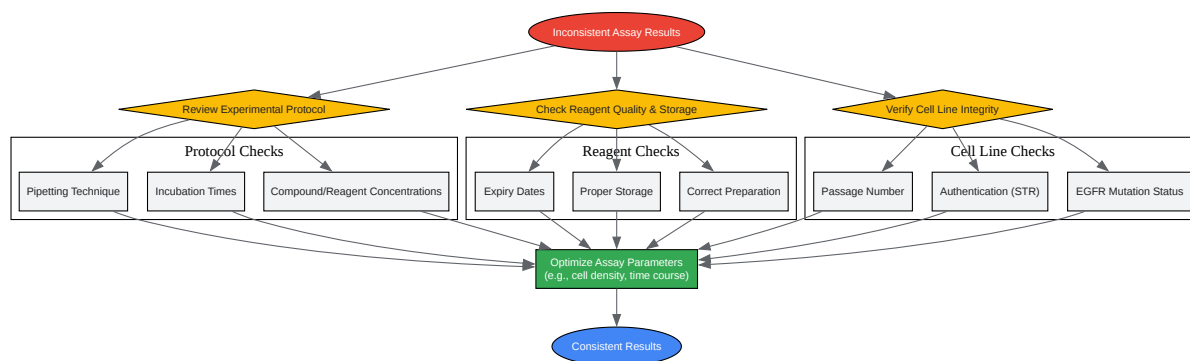 Inconsistent Assay Results
Review Experimental Protocol
Check Reagent Quality & Storage
Verify Cell Line Integrity
Protocol Checks
Reagent Checks
Cell Line Checks
Pipetting Technique
Incubation Times
Compound/Reagent Concentrations
Expiry Dates
Proper Storage
Correct Preparation
Passage Number
Authentication (STR)
EGFR Mutation Status
Optimize Assay Parameters
(e.g., cell density, time course)
Consistent Results